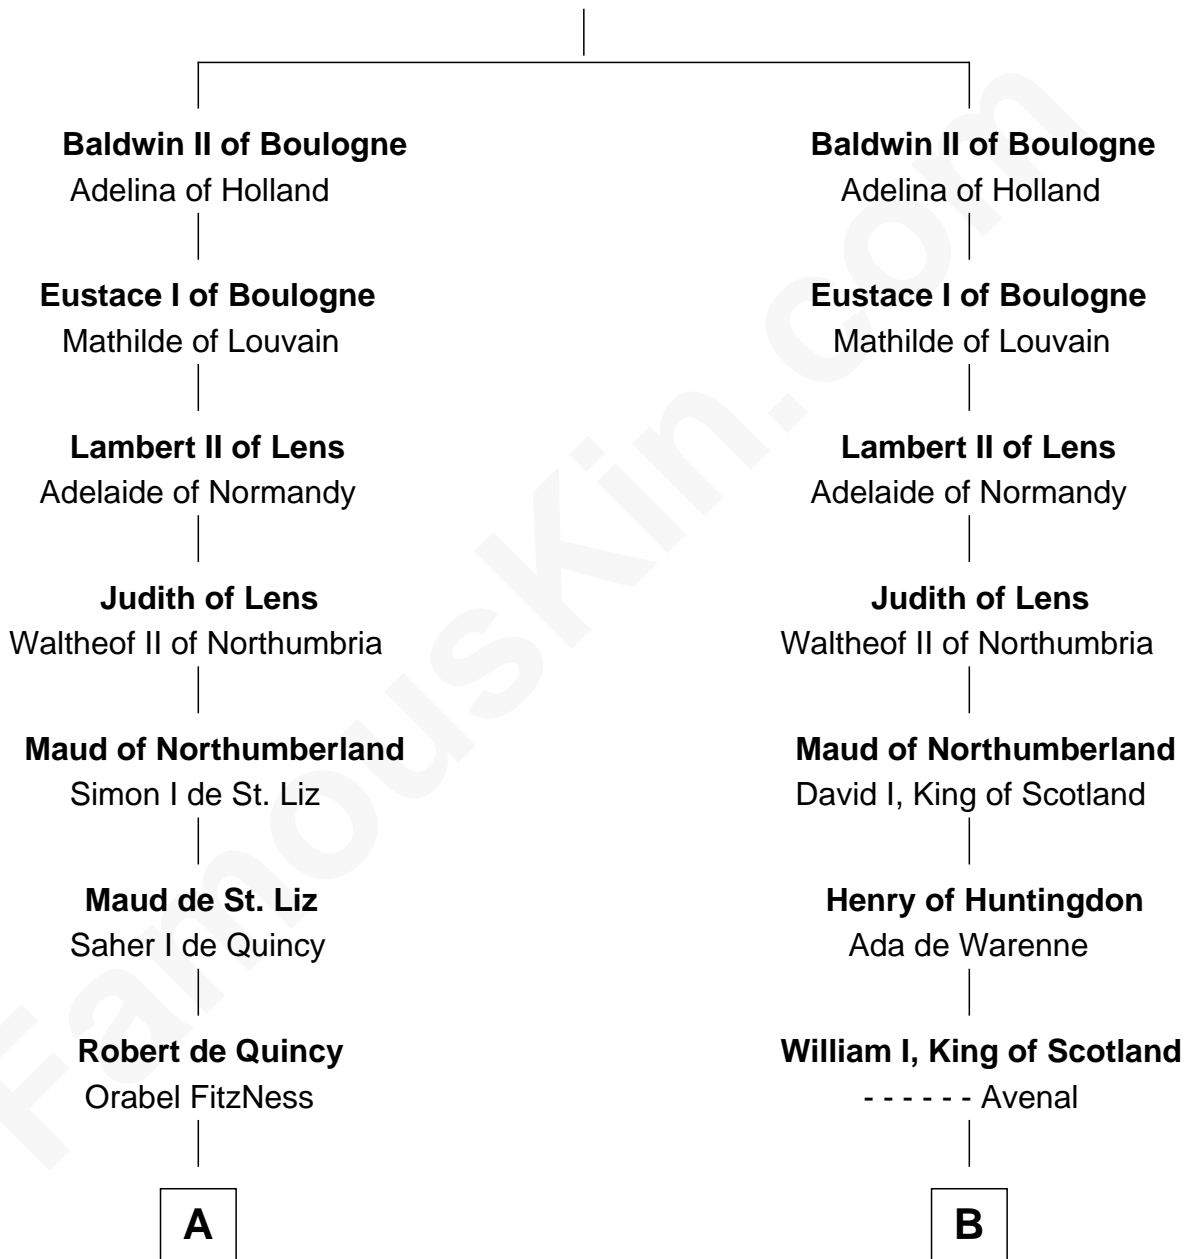 Baldwin II of Boulogne
Adelina of Holland
Eustace I of Boulogne
Mathilde of Louvain
Lambert II of Lens
Adelaide of Normandy
Judith of Lens
Waltheof II of Northumbria
Maud of Northumberland
Simon I de St. Liz
Maud de St. Liz
Saher I de Quincy
Robert de Quincy
Orabel FitzNess
A
Baldwin II of Boulogne
Adelina of Holland
Eustace I of Boulogne
Mathilde of Louvain
Lambert II of Lens
Adelaide of Normandy
Judith of Lens
Waltheof II of Northumbria
Maud of Northumberland
David I, King of Scotland
Henry of Huntingdon
Ada de Warenne
William I, King of Scotland
- - - - - - Avenal
B
FamousKin.com